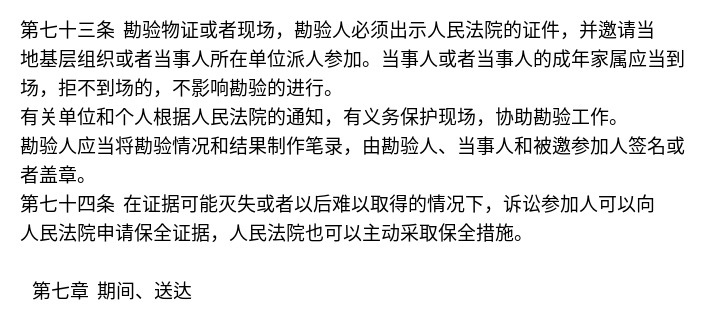 第七十三条 勘验物证或者现场，勘验人必须出示人民法院的证件，并邀请当
地基层组织或者当事人所在单位派人参加。当事人或者当事人的成年家属应当到
场，拒不到场的，不影响勘验的进行。
有关单位和个人根据人民法院的通知，有义务保护现场，协助勘验工作。
勘验人应当将勘验情况和结果制作笔录，由勘验人、当事人和被邀参加人签名或
者盖章。
第七十四条 在证据可能灭失或者以后难以取得的情况下，诉讼参加人可以向
人民法院申请保全证据，人民法院也可以主动采取保全措施。
第七章 期间、送达